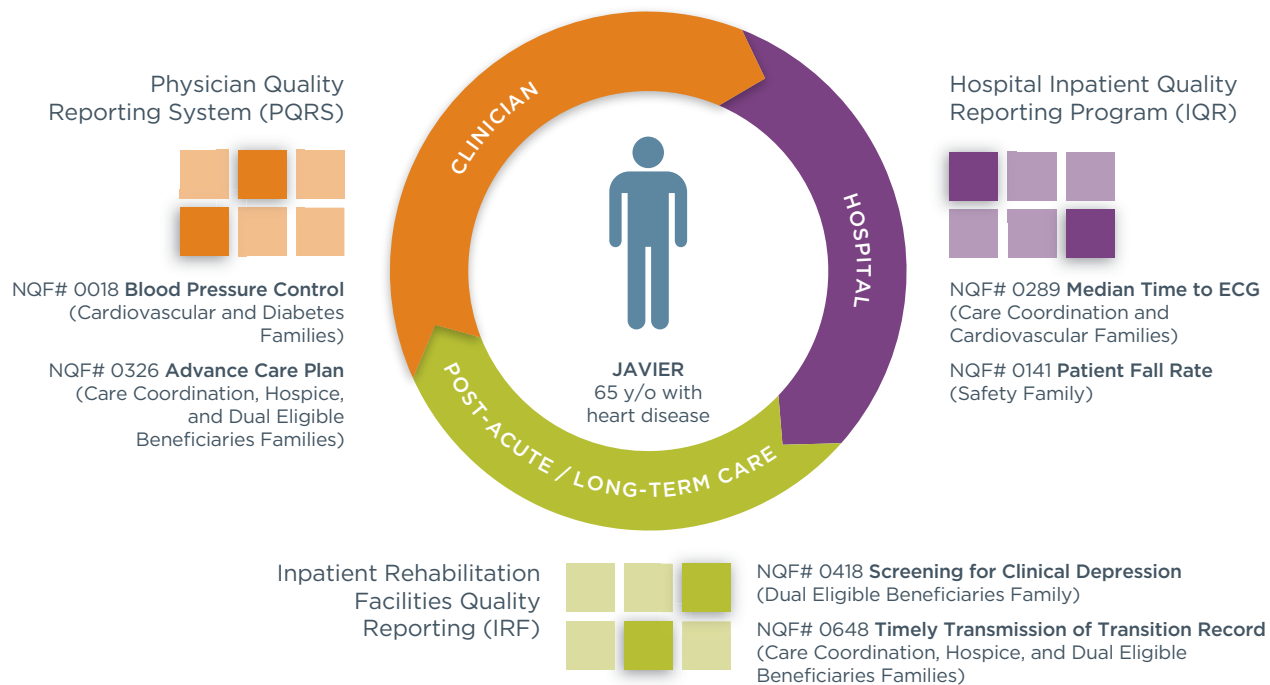 Physician Quality
Reporting System (PQRS)
NQF# 0018 Blood Pressure Control
(Cardiovascular and Diabetes
Families)
NQF# 0326 Advance Care Plan
(Care Coordination, Hospice,
and Dual Eligible
Beneficiaries Families)
CLINICIAN
HOSPITAL
POST-ACUTE / LONG-TERM CARE
JAVIER
65 y/o with
heart disease
Hospital Inpatient Quality
Reporting Program (IQR)
NQF# 0289 Median Time to ECG
(Care Coordination and
Cardiovascular Families)
NQF# 0141 Patient Fall Rate
(Safety Family)
Inpatient Rehabilitation
Facilities Quality
Reporting (IRF)
NQF# 0418 Screening for Clinical Depression
(Dual Eligible Beneficiaries Family)
NQF# 0648 Timely Transmission of Transition Record
(Care Coordination, Hospice, and Dual Eligible
Beneficiaries Families)